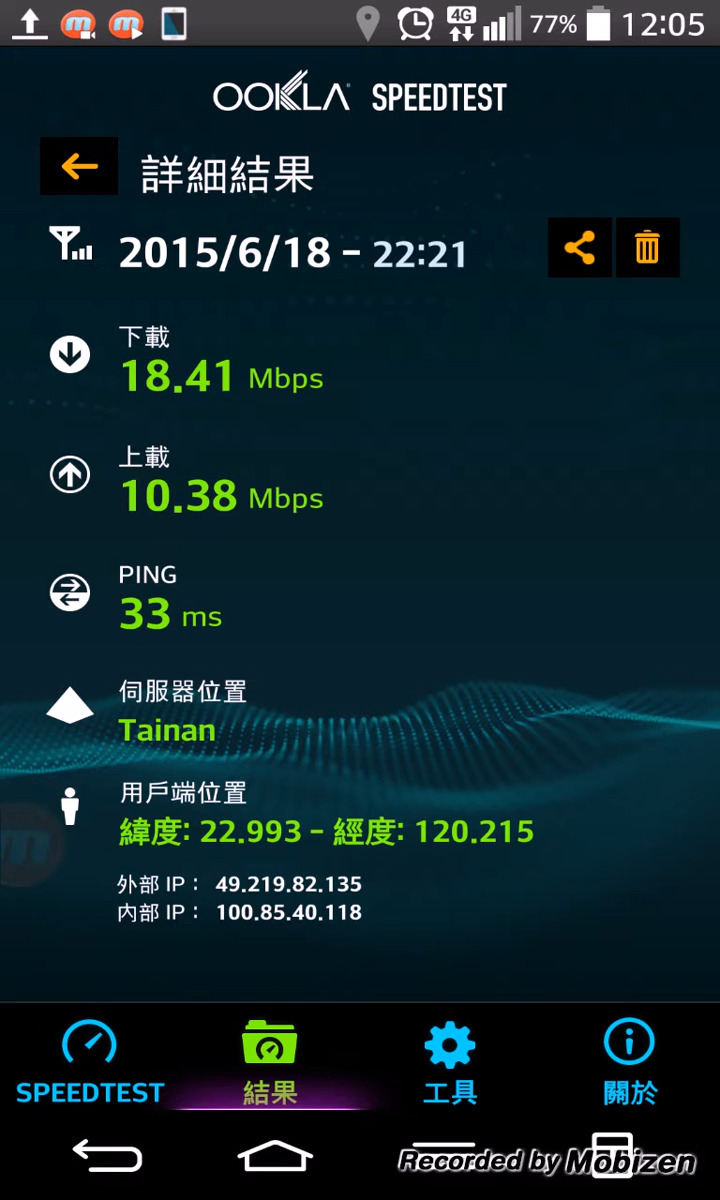 4G 77% 12:05
OOKLA SPEEDTEST
詳細結果
2015/6/18 - 22:21
下載
18.41 Mbps
上載
10.38 Mbps
PING
33 ms
伺服器位置
Tainan
用戶端位置
緯度: 22.993 - 經度: 120.215
外部 IP： 49.219.82.135
內部 IP： 100.85.40.118
SPEEDTEST 結果 工具 關於
Recorded by Mobizen